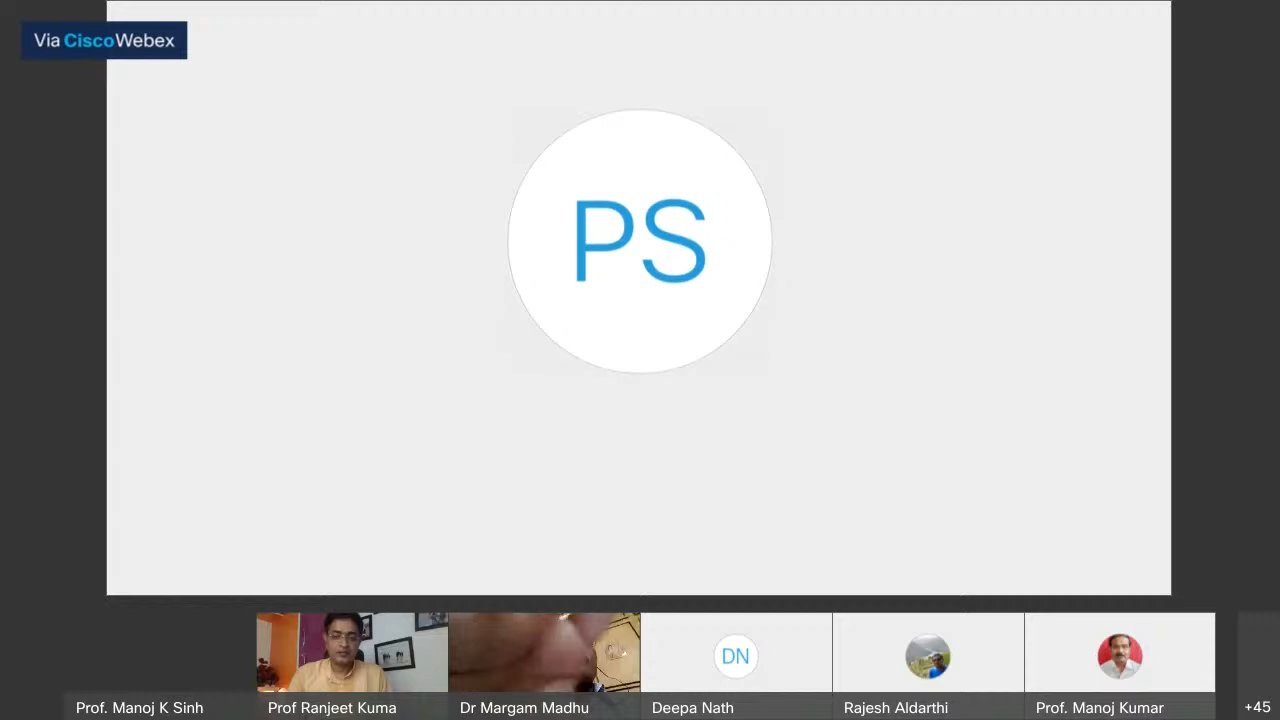 Via CiscoWebex
PS
DN
Prof. Manoj K Sinh
Prof Ranjeet Kuma
Dr Margam Madhu
Deepa Nath
Rajesh Aldarthi
Prof. Manoj Kumar
+45